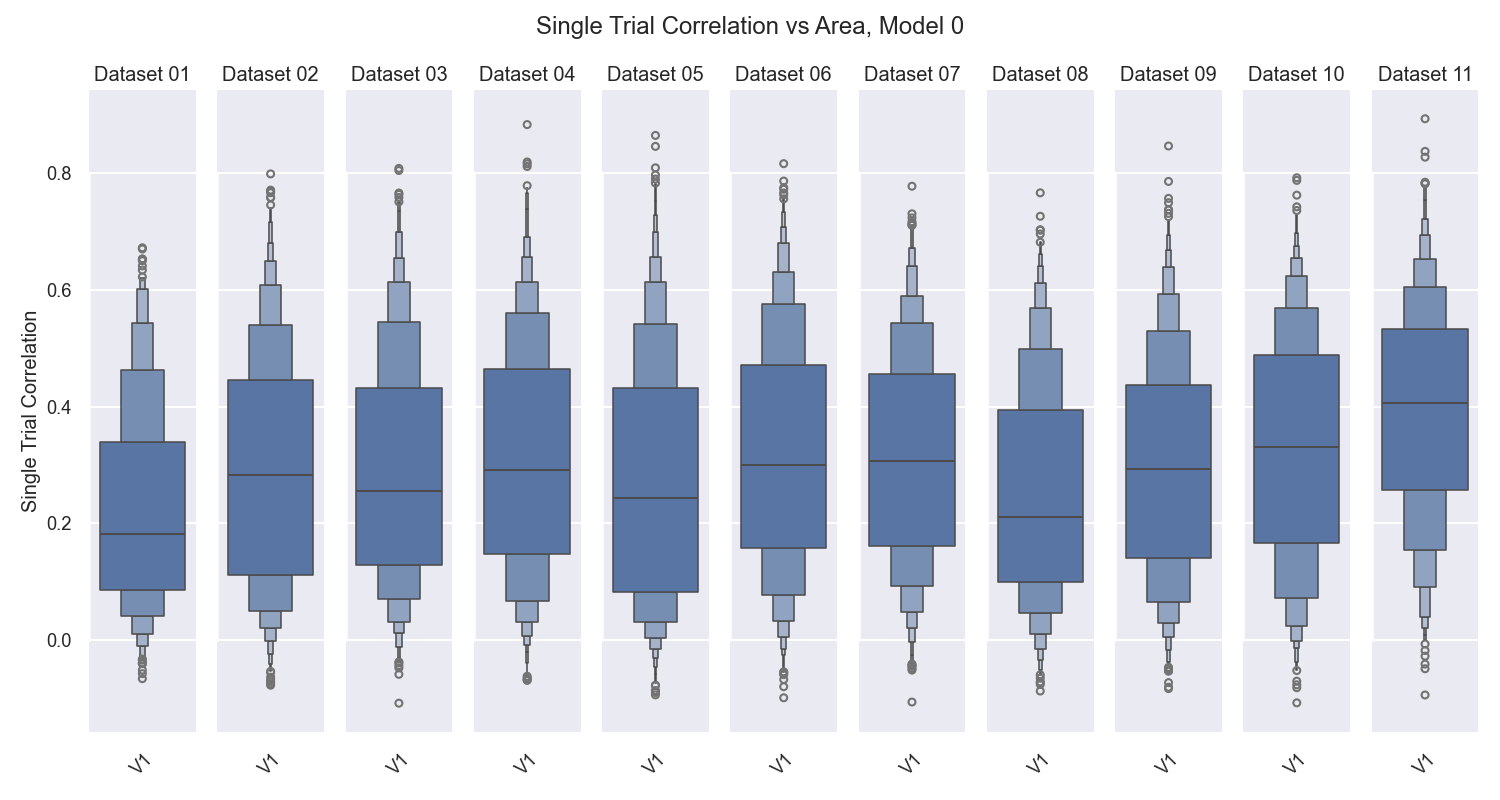 Single Trial Correlation vs Area, Model 0
Dataset 01 Dataset 02 Dataset 03 Dataset 04 Dataset 05 Dataset 06 Dataset 07 Dataset 08 Dataset 09 Dataset 10 Dataset 11
Single Trial Correlation
0.8
0.6
0.4
0.2
0.0
V1 V1 V1 V1 V1 V1 V1 V1 V1 V1 V1